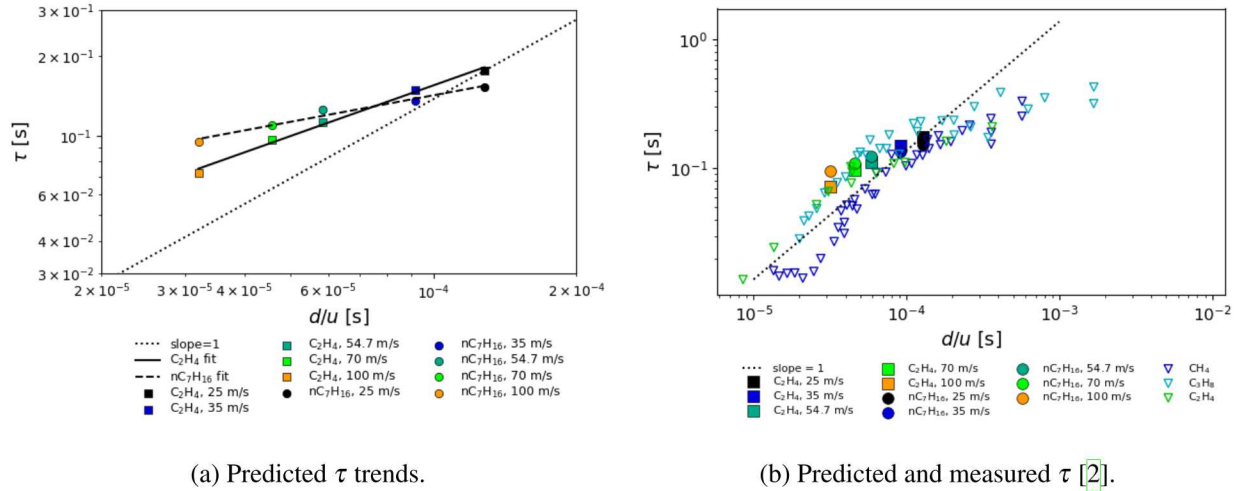 3 × 10⁻¹
2 × 10⁻¹
10⁻¹
6 × 10⁻²
4 × 10⁻²
3 × 10⁻²
2 × 10⁻²
τ [s]
2 × 10⁻⁵
3 × 10⁻⁵
4 × 10⁻⁵
6 × 10⁻⁵
10⁻⁴
2 × 10⁻⁴
d/u [s]
slope=1
C₂H₄ fit
nC₇H₁₆ fit
C₂H₄, 25 m/s
C₂H₄, 35 m/s
C₂H₄, 54.7 m/s
C₂H₄, 70 m/s
C₂H₄, 100 m/s
nC₇H₁₆, 25 m/s
nC₇H₁₆, 35 m/s
nC₇H₁₆, 54.7 m/s
nC₇H₁₆, 70 m/s
nC₇H₁₆, 100 m/s
(a) Predicted τ trends.
10⁰
10⁻¹
τ [s]
10⁻⁵
10⁻⁴
10⁻³
10⁻²
d/u [s]
slope = 1
C₂H₄, 25 m/s
C₂H₄, 35 m/s
C₂H₄, 54.7 m/s
C₂H₄, 70 m/s
C₂H₄, 100 m/s
nC₇H₁₆, 25 m/s
nC₇H₁₆, 35 m/s
nC₇H₁₆, 54.7 m/s
nC₇H₁₆, 70 m/s
nC₇H₁₆, 100 m/s
CH₄
C₃H₈
C₂H₄
(b) Predicted and measured τ [2].